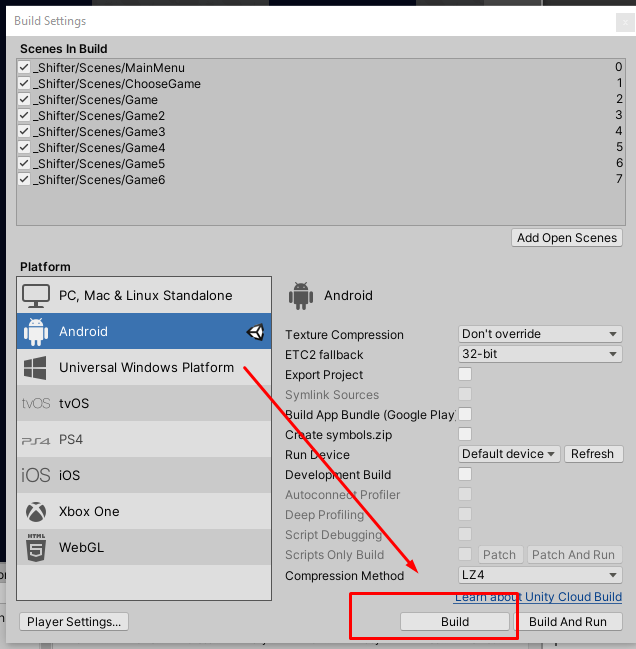 Build Settings
x
Scenes In Build
_Shifter/Scenes/MainMenu 0
_Shifter/Scenes/ChooseGame 1
_Shifter/Scenes/Game 2
_Shifter/Scenes/Game2 3
_Shifter/Scenes/Game3 4
_Shifter/Scenes/Game4 5
_Shifter/Scenes/Game5 6
_Shifter/Scenes/Game6 7
Add Open Scenes
Platform
PC, Mac & Linux Standalone
Android
Universal Windows Platform
tvOS tvOS
PS4 PS4
iOS iOS
Xbox One
HTML 5 WebGL
Android
Texture Compression Don't override
ETC2 fallback 32-bit
Export Project
Symlink Sources
Build App Bundle (Google Play)
Create symbols.zip
Run Device Default device Refresh
Development Build
Autoconnect Profiler
Deep Profiling
Script Debugging
Scripts Only Build Patch Patch And Run
Compression Method LZ4
Learn about Unity Cloud Build
Player Settings... Build Build And Run